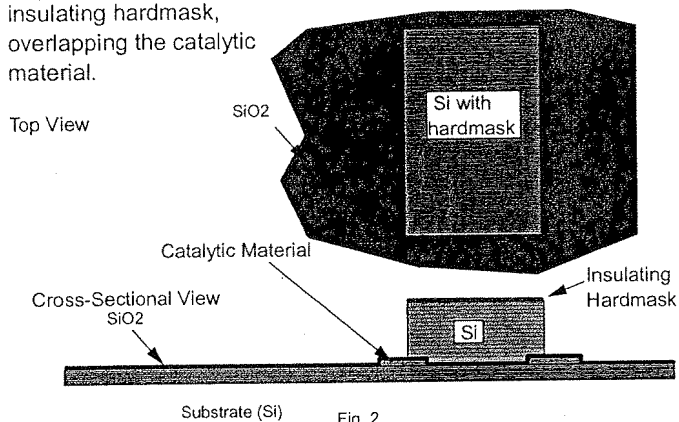 insulating hardmask,
overlapping the catalytic
material.
Top View
SiO2
Si with
hardmask
Catalytic Material
Insulating
Hardmask
Cross-Sectional View
SiO2
Si
Substrate (Si)
Fig. 2